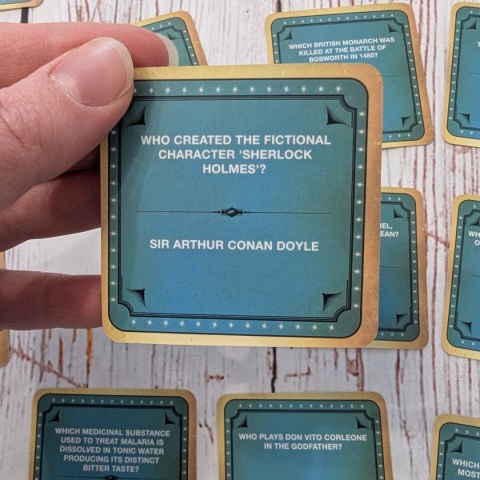 WHICH BRITISH MONARCH WAS
KILLED AT THE BATTLE OF
BOSWORTH IN 1485?
WHO CREATED THE FICTIONAL
CHARACTER 'SHERLOCK
HOLMES'?
SIR ARTHUR CONAN DOYLE
WHICH MEDICINAL SUBSTANCE
USED TO TREAT MALARIA IS
DISSOLVED IN TONIC WATER
PRODUCING ITS DISTINCT
BITTER TASTE?
WHO PLAYS DON VITO CORLEONE
IN THE GODFATHER?